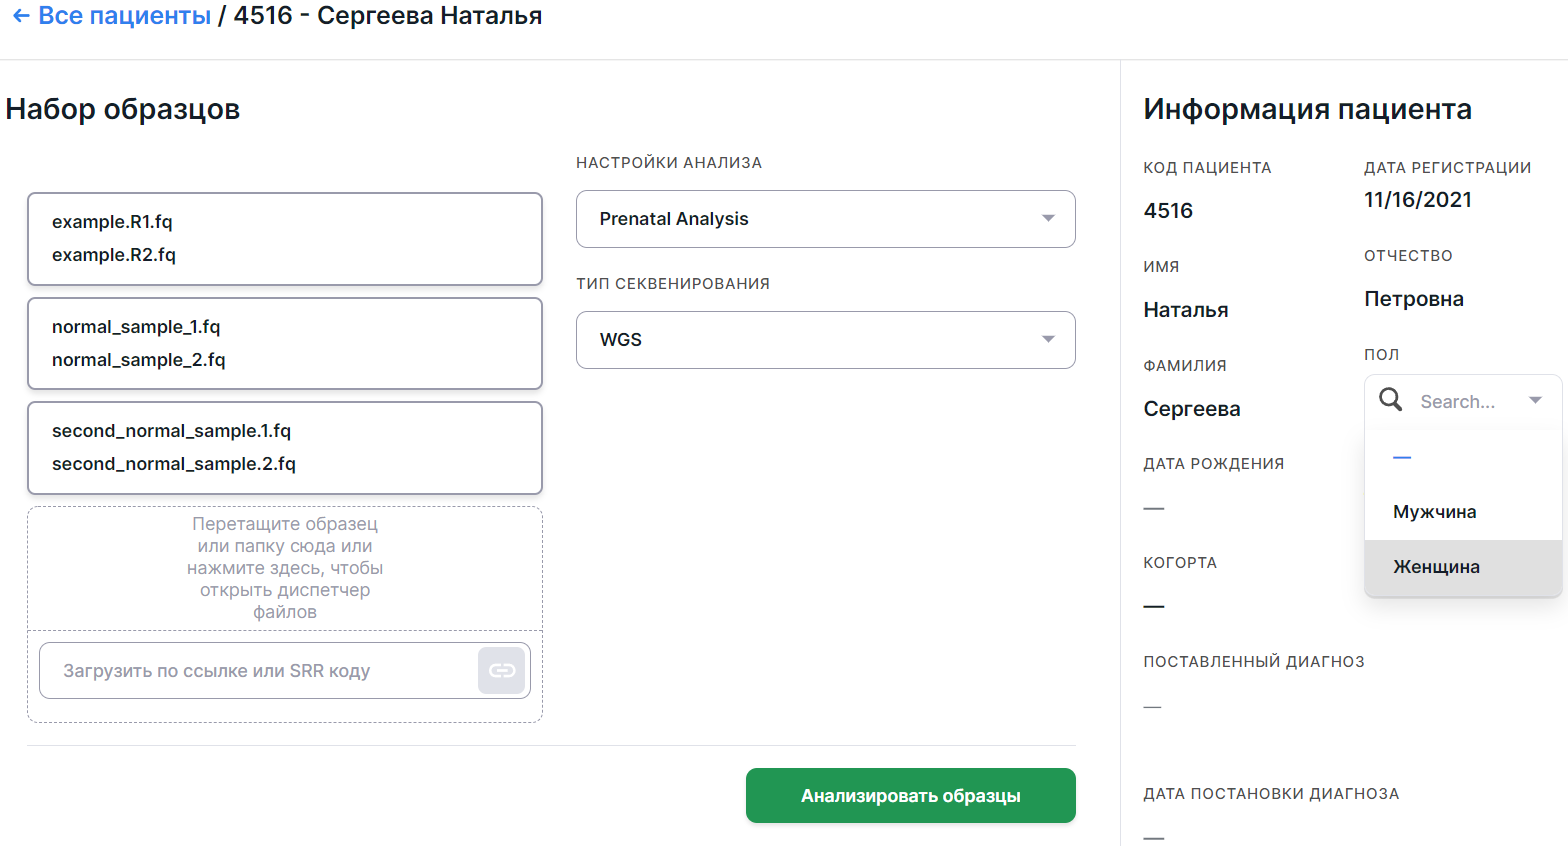 ← Все пациенты / 4516 - Сергеева Наталья
Набор образцов
example.R1.fq
example.R2.fq
normal_sample_1.fq
normal_sample_2.fq
second_normal_sample.1.fq
second_normal_sample.2.fq
Перетащите образец
или папку сюда или
нажмите здесь, чтобы
открыть диспетчер
файлов
Загрузить по ссылке или SRR коду
НАСТРОЙКИ АНАЛИЗА
Prenatal Analysis
ТИП СЕКВЕНИРОВАНИЯ
WGS
Анализировать образцы
Информация пациента
КОД ПАЦИЕНТА
4516
ДАТА РЕГИСТРАЦИИ
11/16/2021
ИМЯ
Наталья
ОТЧЕСТВО
Петровна
ФАМИЛИЯ
Сергеева
ПОЛ
Search...
—
Мужчина
Женщина
ДАТА РОЖДЕНИЯ
—
КОГОРТА
—
ПОСТАВЛЕННЫЙ ДИАГНОЗ
—
ДАТА ПОСТАНОВКИ ДИАГНОЗА
—